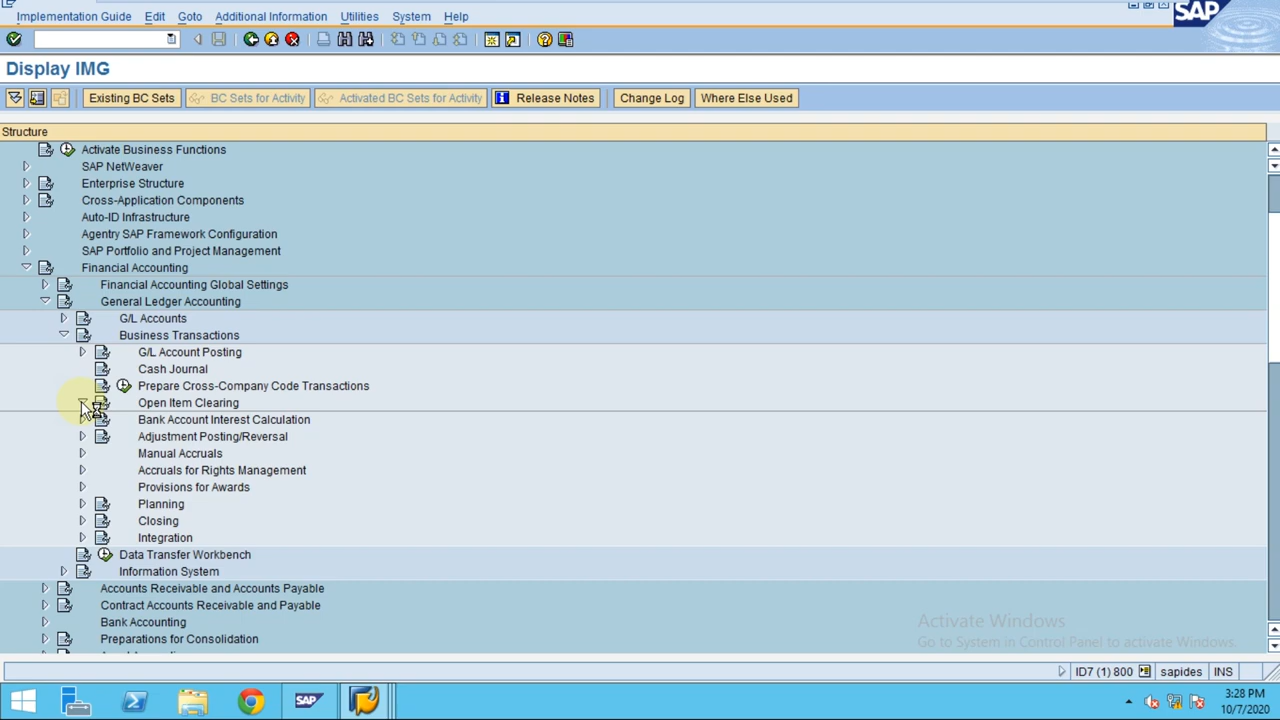 Implementation Guide Edit Goto Additional Information Utilities System Help
SAP
Display IMG
Existing BC Sets BC Sets for Activity Activated BC Sets for Activity Release Notes Change Log Where Else Used
Structure
Activate Business Functions
SAP NetWeaver
Enterprise Structure
Cross-Application Components
Auto-ID Infrastructure
Agentry SAP Framework Configuration
SAP Portfolio and Project Management
Financial Accounting
Financial Accounting Global Settings
General Ledger Accounting
G/L Accounts
Business Transactions
G/L Account Posting
Cash Journal
Prepare Cross-Company Code Transactions
Open Item Clearing
Bank Account Interest Calculation
Adjustment Posting/Reversal
Manual Accruals
Accruals for Rights Management
Provisions for Awards
Planning
Closing
Integration
Data Transfer Workbench
Information System
Accounts Receivable and Accounts Payable
Contract Accounts Receivable and Payable
Bank Accounting
Preparations for Consolidation
Activate Windows
Go to System in Control Panel to activate Windows.
ID7 (1) 800 sapides INS
SAP
3:28 PM
10/7/2020